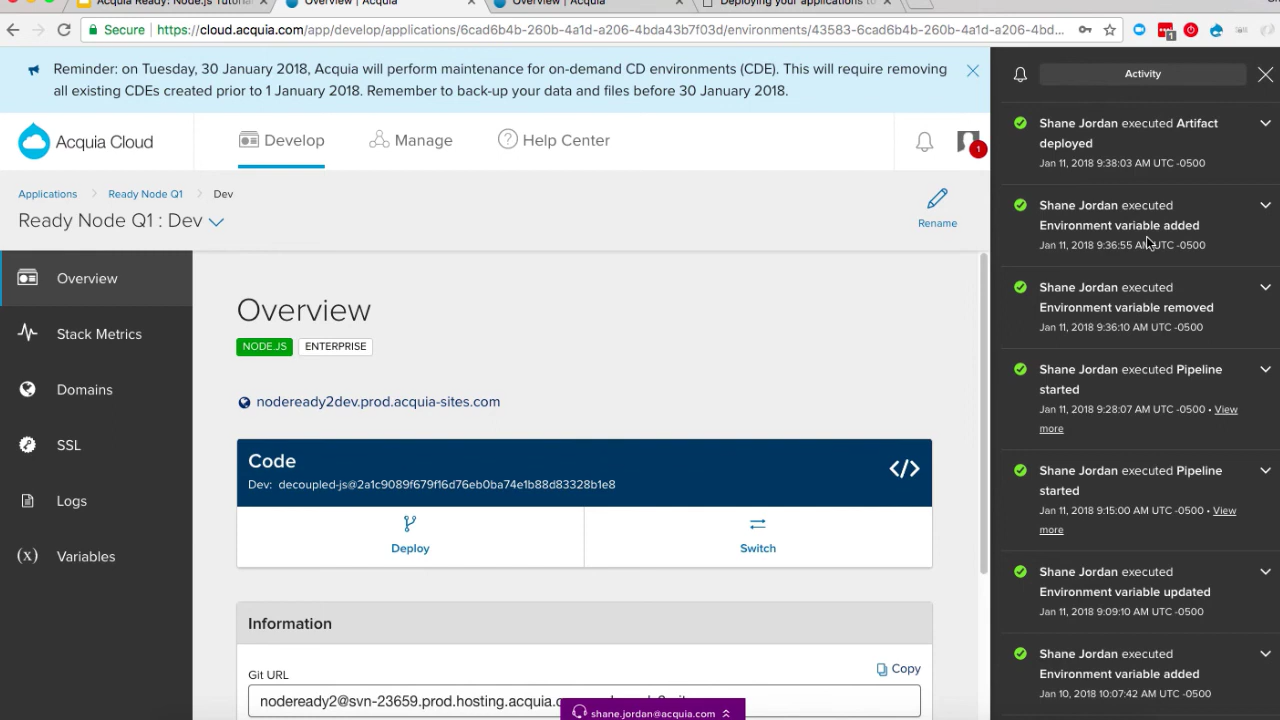 Acquia Ready: Node.js Tutori
Overview | Acquia
Overview | Acquia
Deploying your applications to
Secure
https://cloud.acquia.com/app/develop/applications/6cad6b4b-260b-4a1d-a206-4bda43b7f03d/environments/43583-6cad6b4b-260b-4a1d-a206-4bd...
1
Reminder: on Tuesday, 30 January 2018, Acquia will perform maintenance for on-demand CD environments (CDE). This will require removing
all existing CDEs created prior to 1 January 2018. Remember to back-up your data and files before 30 January 2018.
Acquia Cloud
Develop
Manage
Help Center
1
Applications
Ready Node Q1
Dev
Ready Node Q1 : Dev
Rename
Overview
Stack Metrics
Domains
SSL
Logs
(x) Variables
Overview
NODE.JS
ENTERPRISE
nodeready2dev.prod.acquia-sites.com
Code
Dev: decoupled-js@2a1c9089f679f16d76eb0ba74e1b88d83328b1e8
Deploy
Switch
Information
Git URL
Copy
nodeready2@svn-23659.prod.hosting.acquia.c
shane.jordan@acquia.com
Activity
Shane Jordan executed Artifact
deployed
Jan 11, 2018 9:38:03 AM UTC -0500
Shane Jordan executed
Environment variable added
Jan 11, 2018 9:36:55 AM UTC -0500
Shane Jordan executed
Environment variable removed
Jan 11, 2018 9:36:10 AM UTC -0500
Shane Jordan executed Pipeline
started
Jan 11, 2018 9:28:07 AM UTC -0500 • View
more
Shane Jordan executed Pipeline
started
Jan 11, 2018 9:15:00 AM UTC -0500 • View
more
Shane Jordan executed
Environment variable updated
Jan 11, 2018 9:09:10 AM UTC -0500
Shane Jordan executed
Environment variable added
Jan 10, 2018 10:07:42 AM UTC -0500